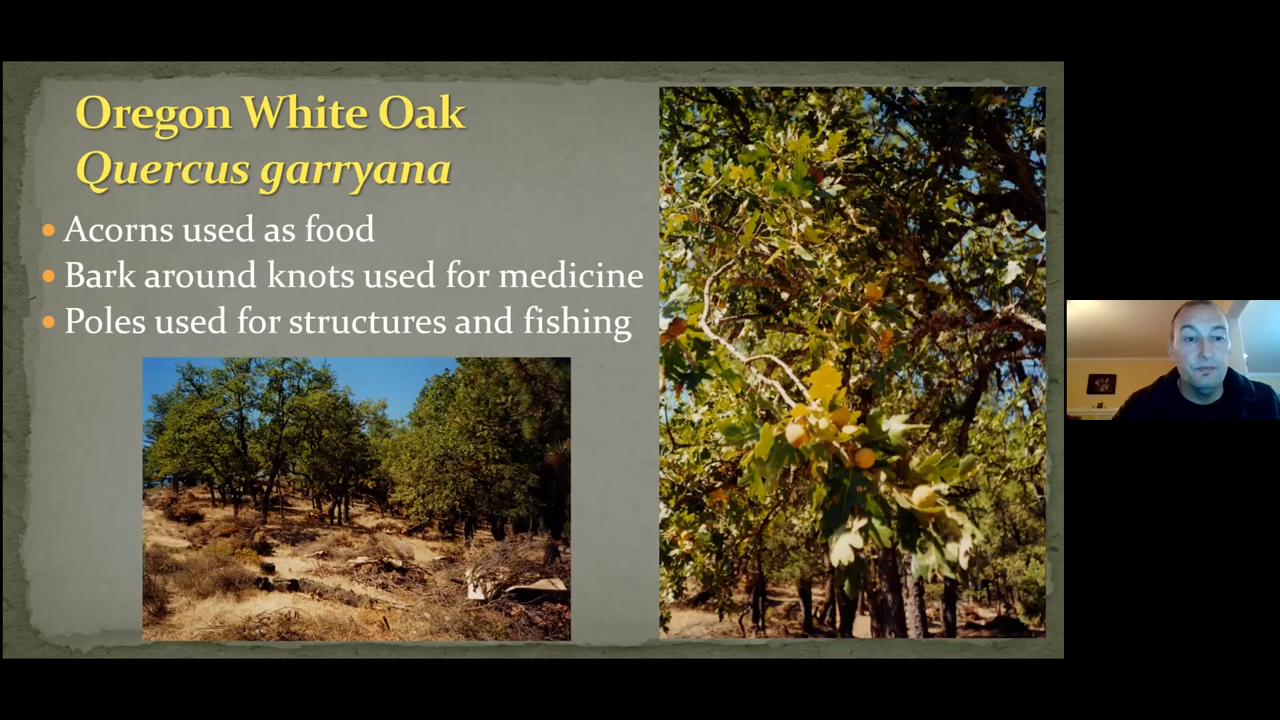 Oregon White Oak
Quercus garryana
• Acorns used as food
• Bark around knots used for medicine
• Poles used for structures and fishing